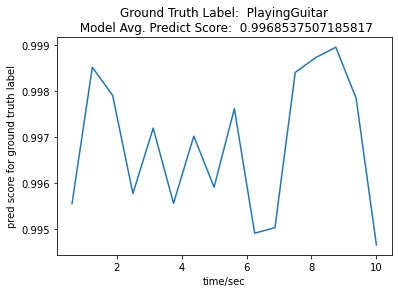 Ground Truth Label:  PlayingGuitar
Model Avg. Predict Score:  0.9968537507185817
0.999
0.998
0.997
0.996
0.995
pred score for ground truth label
2
4
6
8
10
time/sec